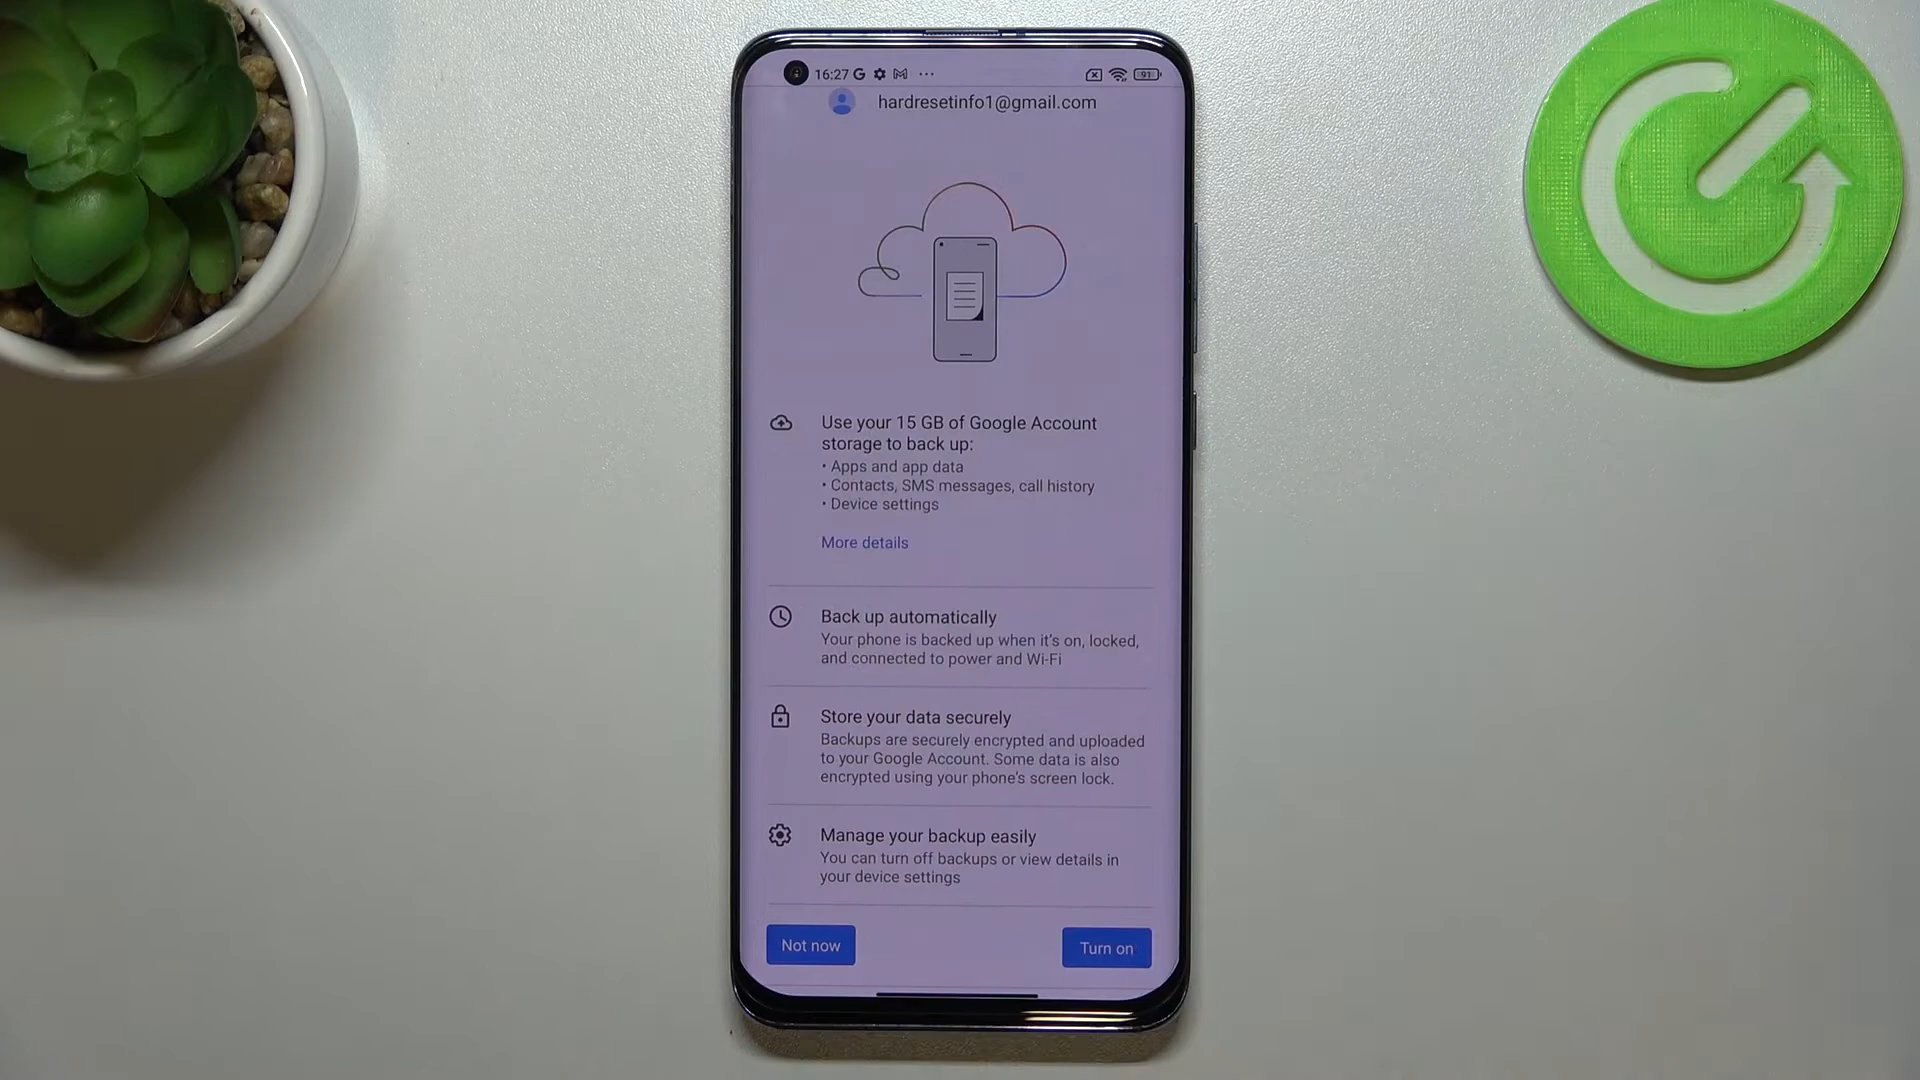 16:27 G
91
hardresetinfo1@gmail.com
Use your 15 GB of Google Account
storage to back up:
• Apps and app data
• Contacts, SMS messages, call history
• Device settings
More details
Back up automatically
Your phone is backed up when it's on, locked,
and connected to power and Wi-Fi
Store your data securely
Backups are securely encrypted and uploaded
to your Google Account. Some data is also
encrypted using your phone's screen lock.
Manage your backup easily
You can turn off backups or view details in
your device settings
Not now
Turn on